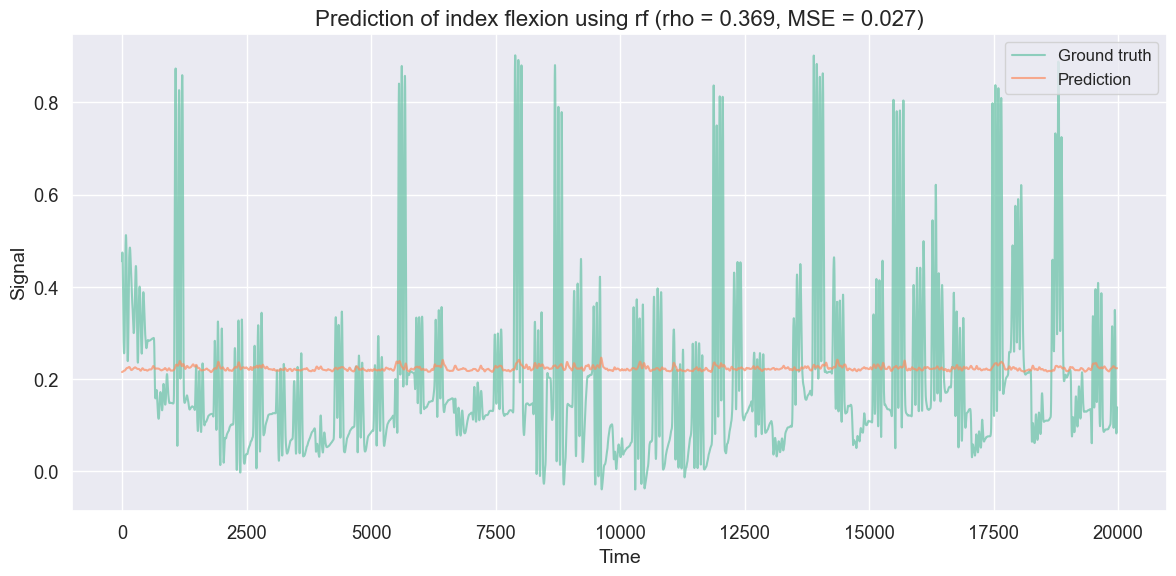 Prediction of index flexion using rf (rho = 0.369, MSE = 0.027)
Ground truth
Prediction
Signal
0.8
0.6
0.4
0.2
0.0
0 2500 5000 7500 10000 12500 15000 17500 20000
Time